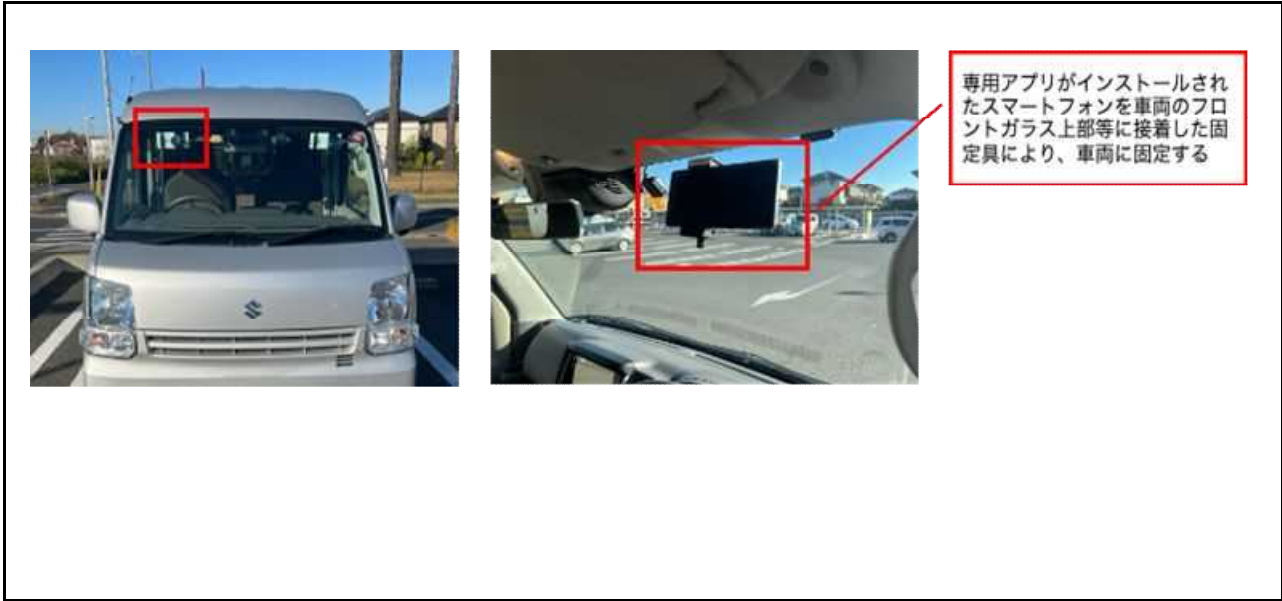 専用アプリがインストールされ
たスマートフォンを車両のフロ
ントガラス上部等に接着した固
定具により、車両に固定する